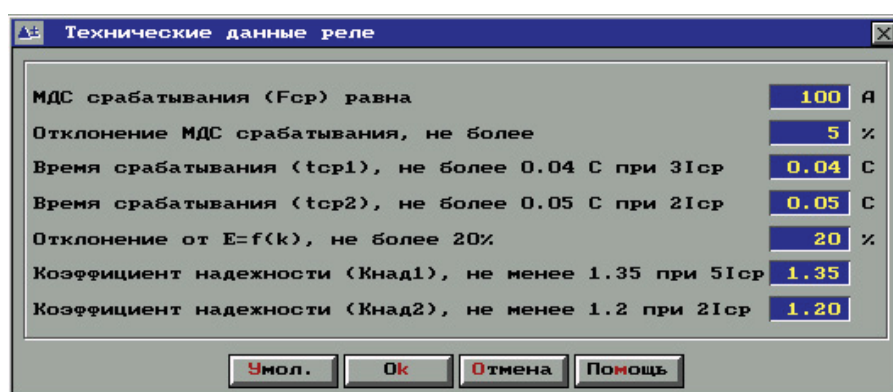 Технические данные реле
МДС срабатывания (Fср) равна 100 А
Отклонение МДС срабатывания, не более 5 %
Время срабатывания (tср1), не более 0.04 С при 3Iср 0.04 С
Время срабатывания (tср2), не более 0.05 С при 2Iср 0.05 С
Отклонение от E=f(k), не более 20% 20 %
Коэффициент надежности (Кнад1), не менее 1.35 при 5Iср 1.35
Коэффициент надежности (Кнад2), не менее 1.2 при 2Iср 1.20
Умол. Ok Отмена Помощь